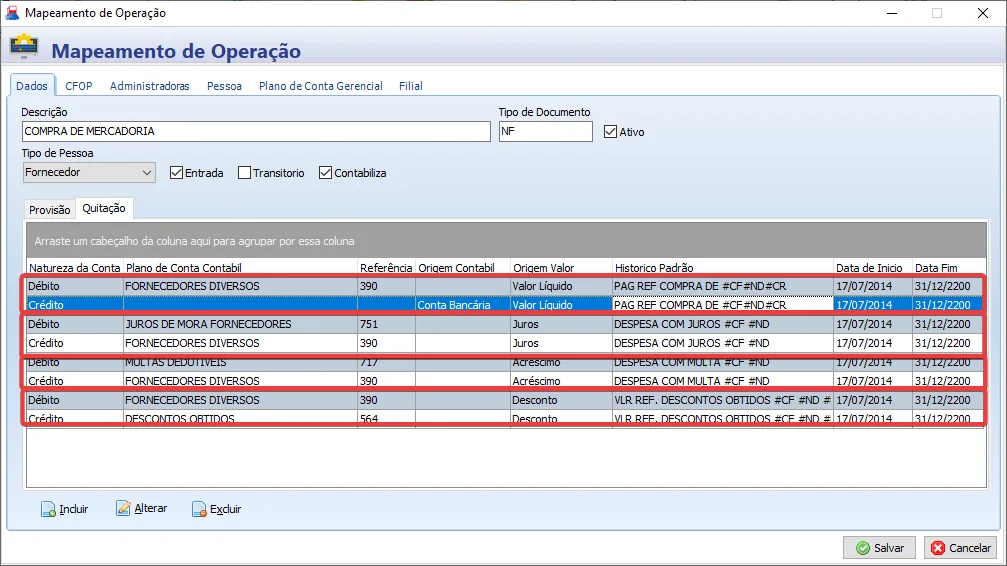 Mapeamento de Operação
Mapeamento de Operação
Dados CFOP Administradoras Pessoa Plano de Conta Gerencial Filial
Descrição Tipo de Documento
COMPRA DE MERCADORIA NF Ativo
Tipo de Pessoa
Fornecedor Entrada Transitorio Contabiliza
Provisão Quitação
Arraste um cabeçalho da coluna aqui para agrupar por essa coluna
Natureza da Conta Plano de Conta Contabil Referência Origem Contabil Origem Valor Historico Padrão Data de Inicio Data Fim
Débito FORNECEDORES DIVERSOS 390 Valor Líquido PAG REF COMPRA DE #CF#ND#CR 17/07/2014 31/12/2200
Crédito Conta Bancária Valor Líquido PAG REF COMPRA DE #CF#ND#CR 17/07/2014 31/12/2200
Débito JUROS DE MORA FORNECEDORES 751 Juros DESPESA COM JUROS #CF #ND 17/07/2014 31/12/2200
Crédito FORNECEDORES DIVERSOS 390 Juros DESPESA COM JUROS #CF #ND 17/07/2014 31/12/2200
Débito MULTAS DEDUTIVEIS 717 Acréscimo DESPESA COM MULTA #CF #ND 17/07/2014 31/12/2200
Crédito FORNECEDORES DIVERSOS 390 Acréscimo DESPESA COM MULTA #CF #ND 17/07/2014 31/12/2200
Débito FORNECEDORES DIVERSOS 390 Desconto VLR REF. DESCONTOS OBTIDOS #CF #ND # 17/07/2014 31/12/2200
Crédito DESCONTOS OBTIDOS 564 Desconto VLR REF. DESCONTOS OBTIDOS #CF #ND # 17/07/2014 31/12/2200
Incluir Alterar Excluir
Salvar Cancelar